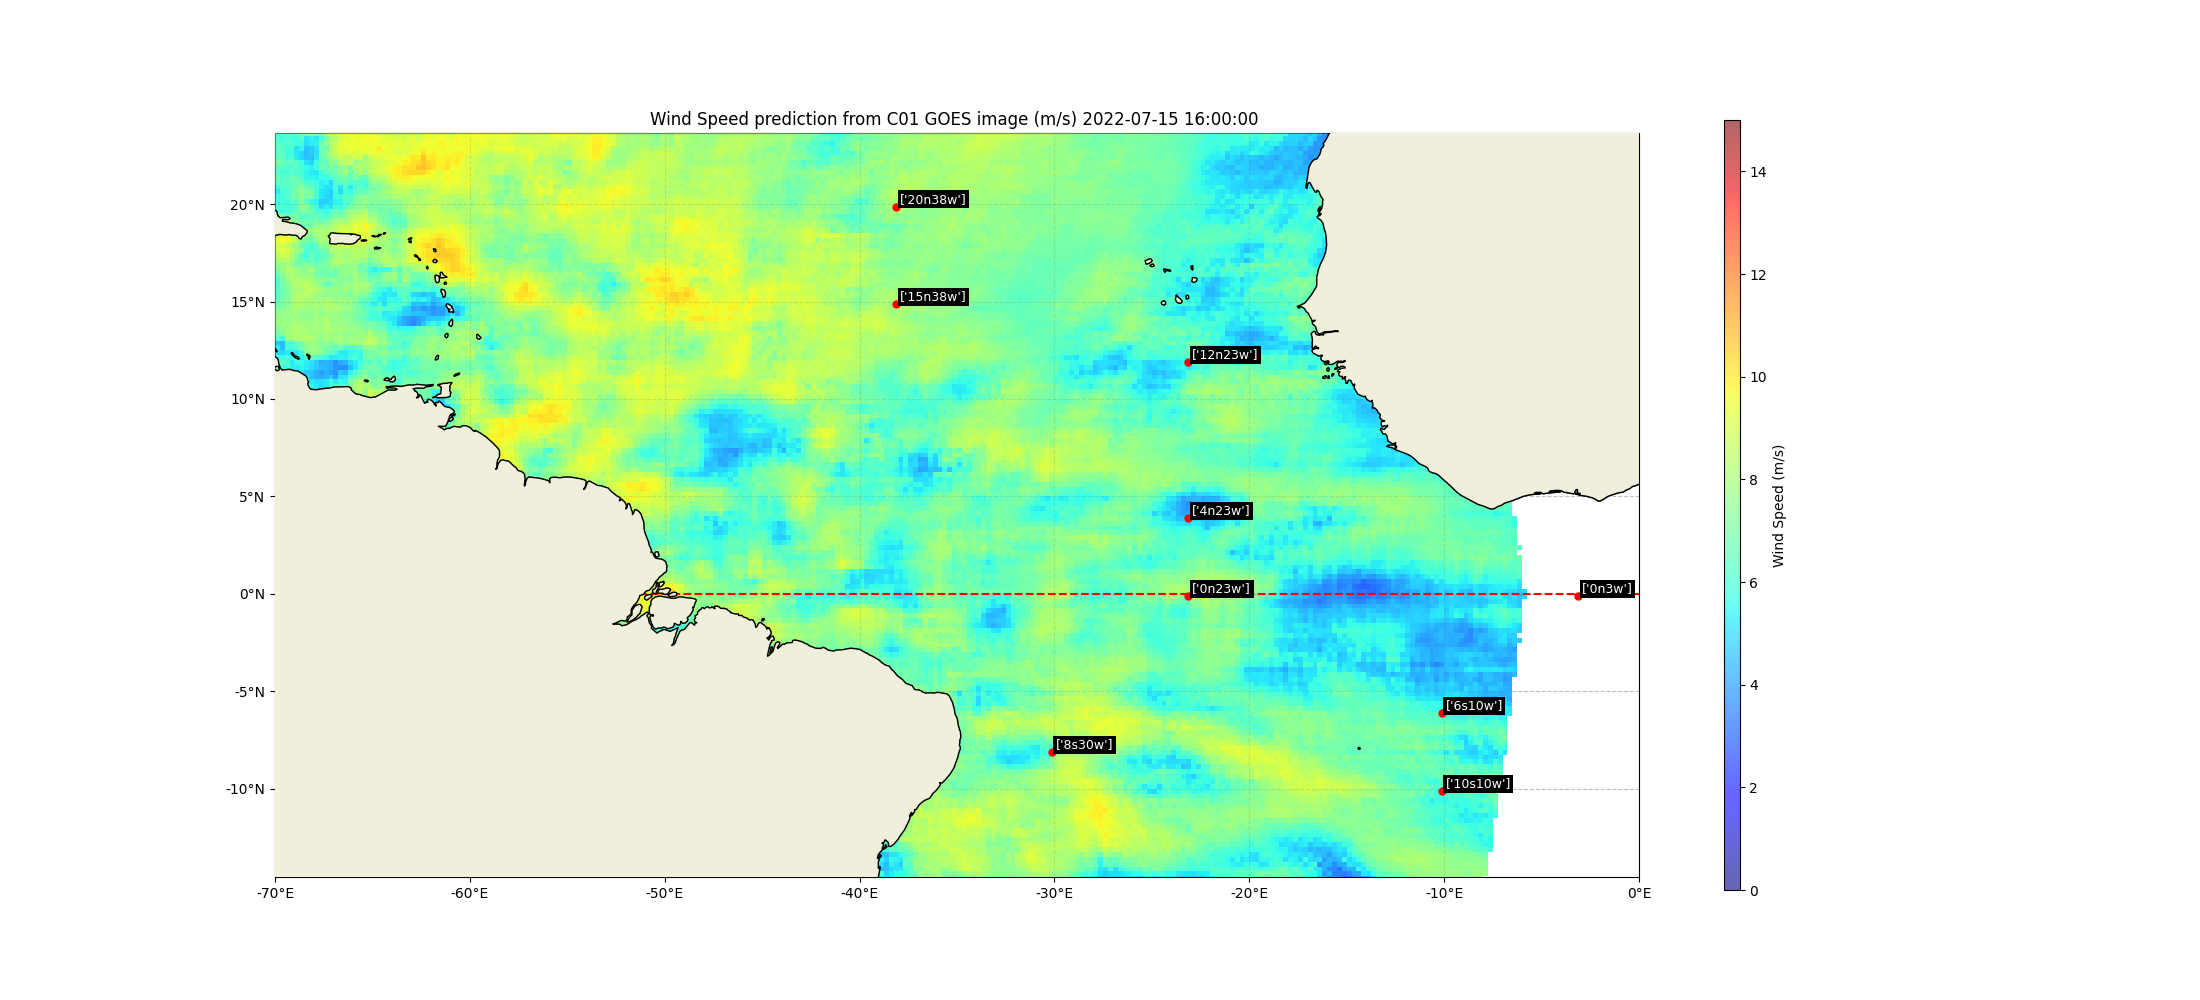 Wind Speed prediction from C01 GOES image (m/s) 2022-07-15 16:00:00
14
12
10
8
6
4
2
0
Wind Speed (m/s)
20°N
15°N
10°N
5°N
0°N
-5°N
-10°N
['20n38w']
['15n38w']
['12n23w']
['4n23w']
['0n23w']
['0n3w']
['6s10w']
['8s30w']
['10s10w']
-70°E
-60°E
-50°E
-40°E
-30°E
-20°E
-10°E
0°E